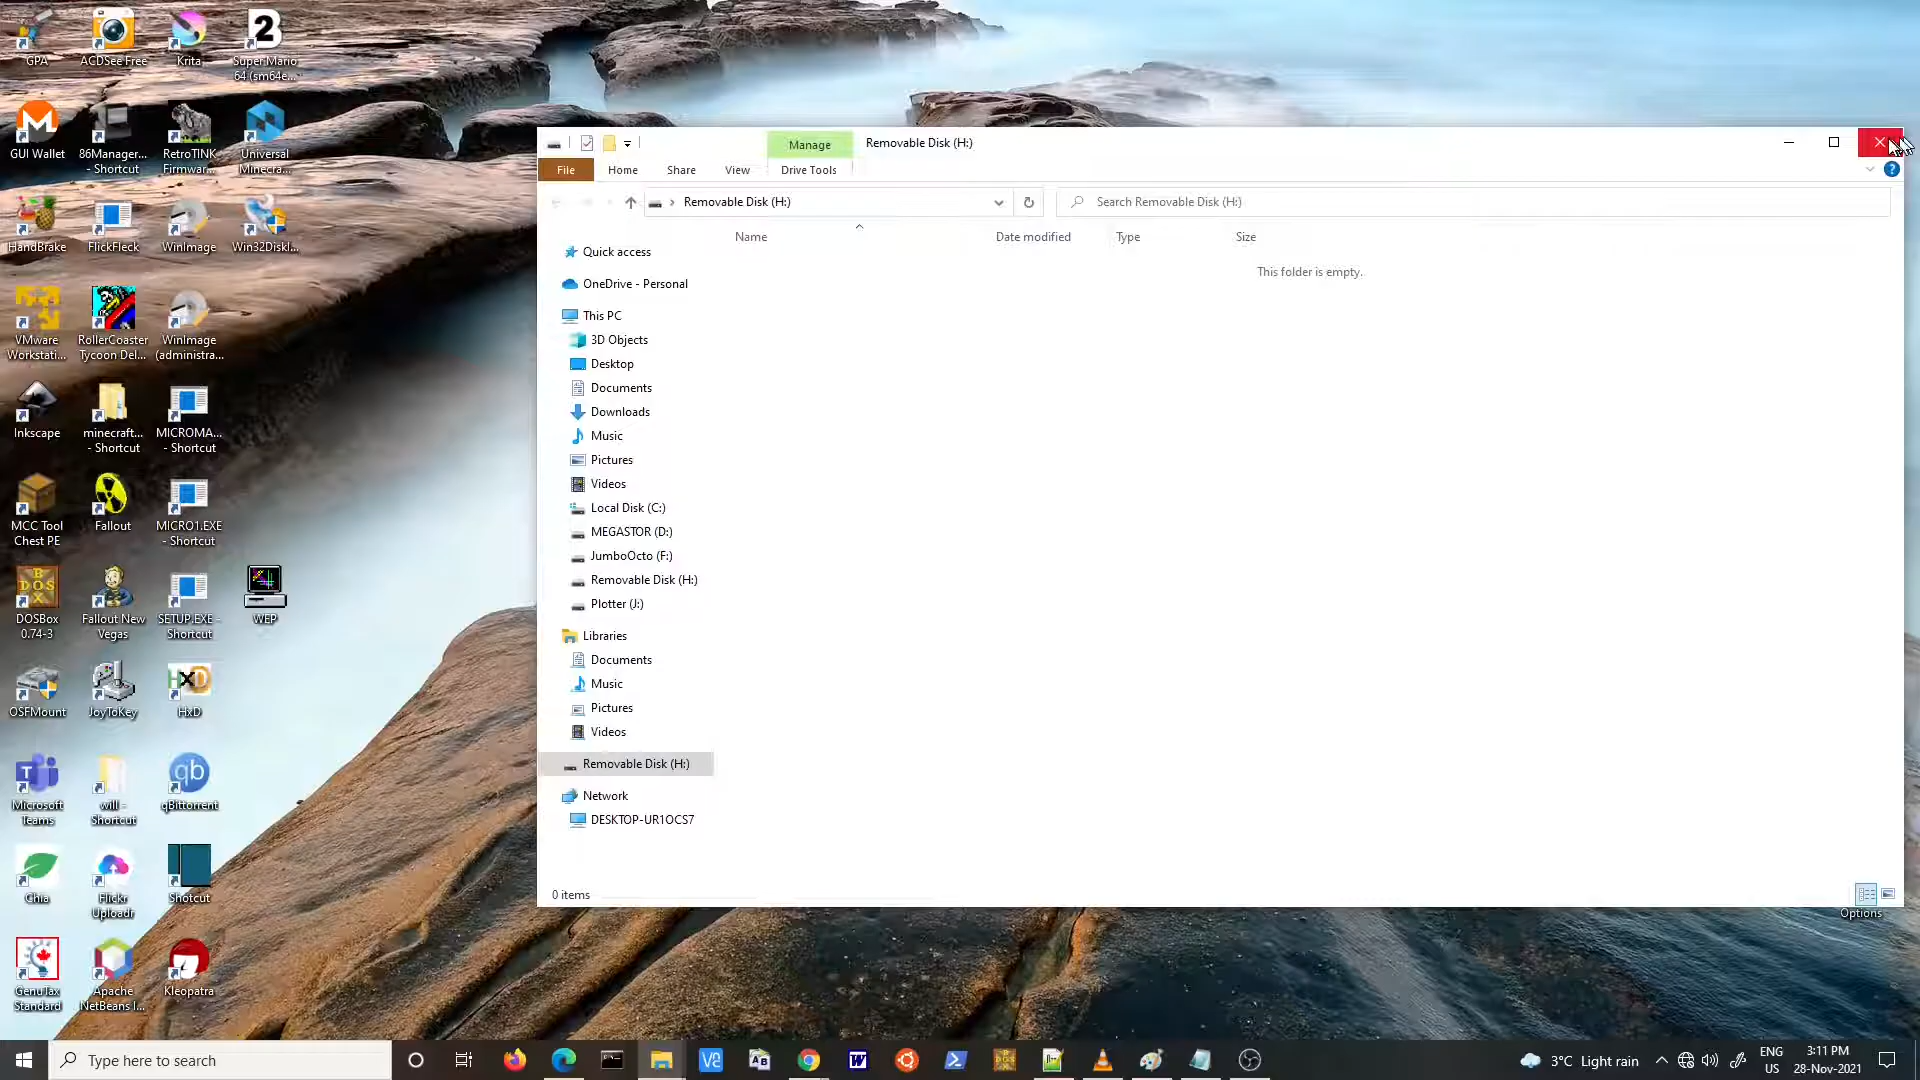 GPA
ACDSee Free
Krita
Super Mario
64 (sm64e...
GUI Wallet
86Manager...
- Shortcut
RetroTINK
Firmwar...
Universal
Minecra...
HandBrake
FlickFleck
WinImage
Win32DiskI...
VMware
Workstati...
RollerCoaster
Tycoon Del...
WinImage
(administra...
Inkscape
minecraft...
- Shortcut
MICROMA...
- Shortcut
MCC Tool
Chest PE
Fallout
MICRO1.EXE
- Shortcut
DOSBox
0.74-3
Fallout New
Vegas
SETUP.EXE -
Shortcut
WEP
OSFMount
JoyToKey
HxD
Microsoft
Teams
will -
Shortcut
qBittorrent
Chia
Flickr
Uploadr
Shotcut
GenuTax
Standard
Apache
NetBeans I...
Kleopatra
Manage
Removable Disk (H:)
File
Home
Share
View
Drive Tools
Removable Disk (H:)
Search Removable Disk (H:)
Name
Date modified
Type
Size
This folder is empty.
Quick access
OneDrive - Personal
This PC
3D Objects
Desktop
Documents
Downloads
Music
Pictures
Videos
Local Disk (C:)
MEGASTOR (D:)
JumboOcto (F:)
Removable Disk (H:)
Plotter (J:)
Libraries
Documents
Music
Pictures
Videos
Removable Disk (H:)
Network
DESKTOP-UR1OCS7
0 items
Options
Type here to search
3°C Light rain
ENG
US
3:11 PM
28-Nov-2021